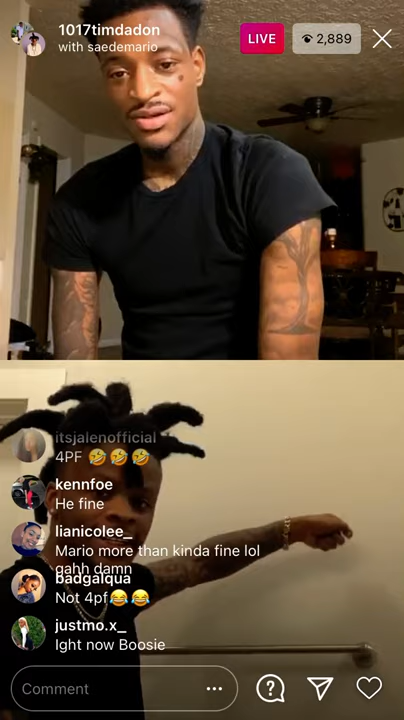 1017timdadon
with saedemario
LIVE
2,889
itsjalenofficial
4PF 🤣🤣🤣
kennfoe
He fine
lianicolee_
Mario more than kinda fine lol
gahh damn
badgalqua
Not 4pf😂😂
justmo.x_
Ight now Boosie
Comment